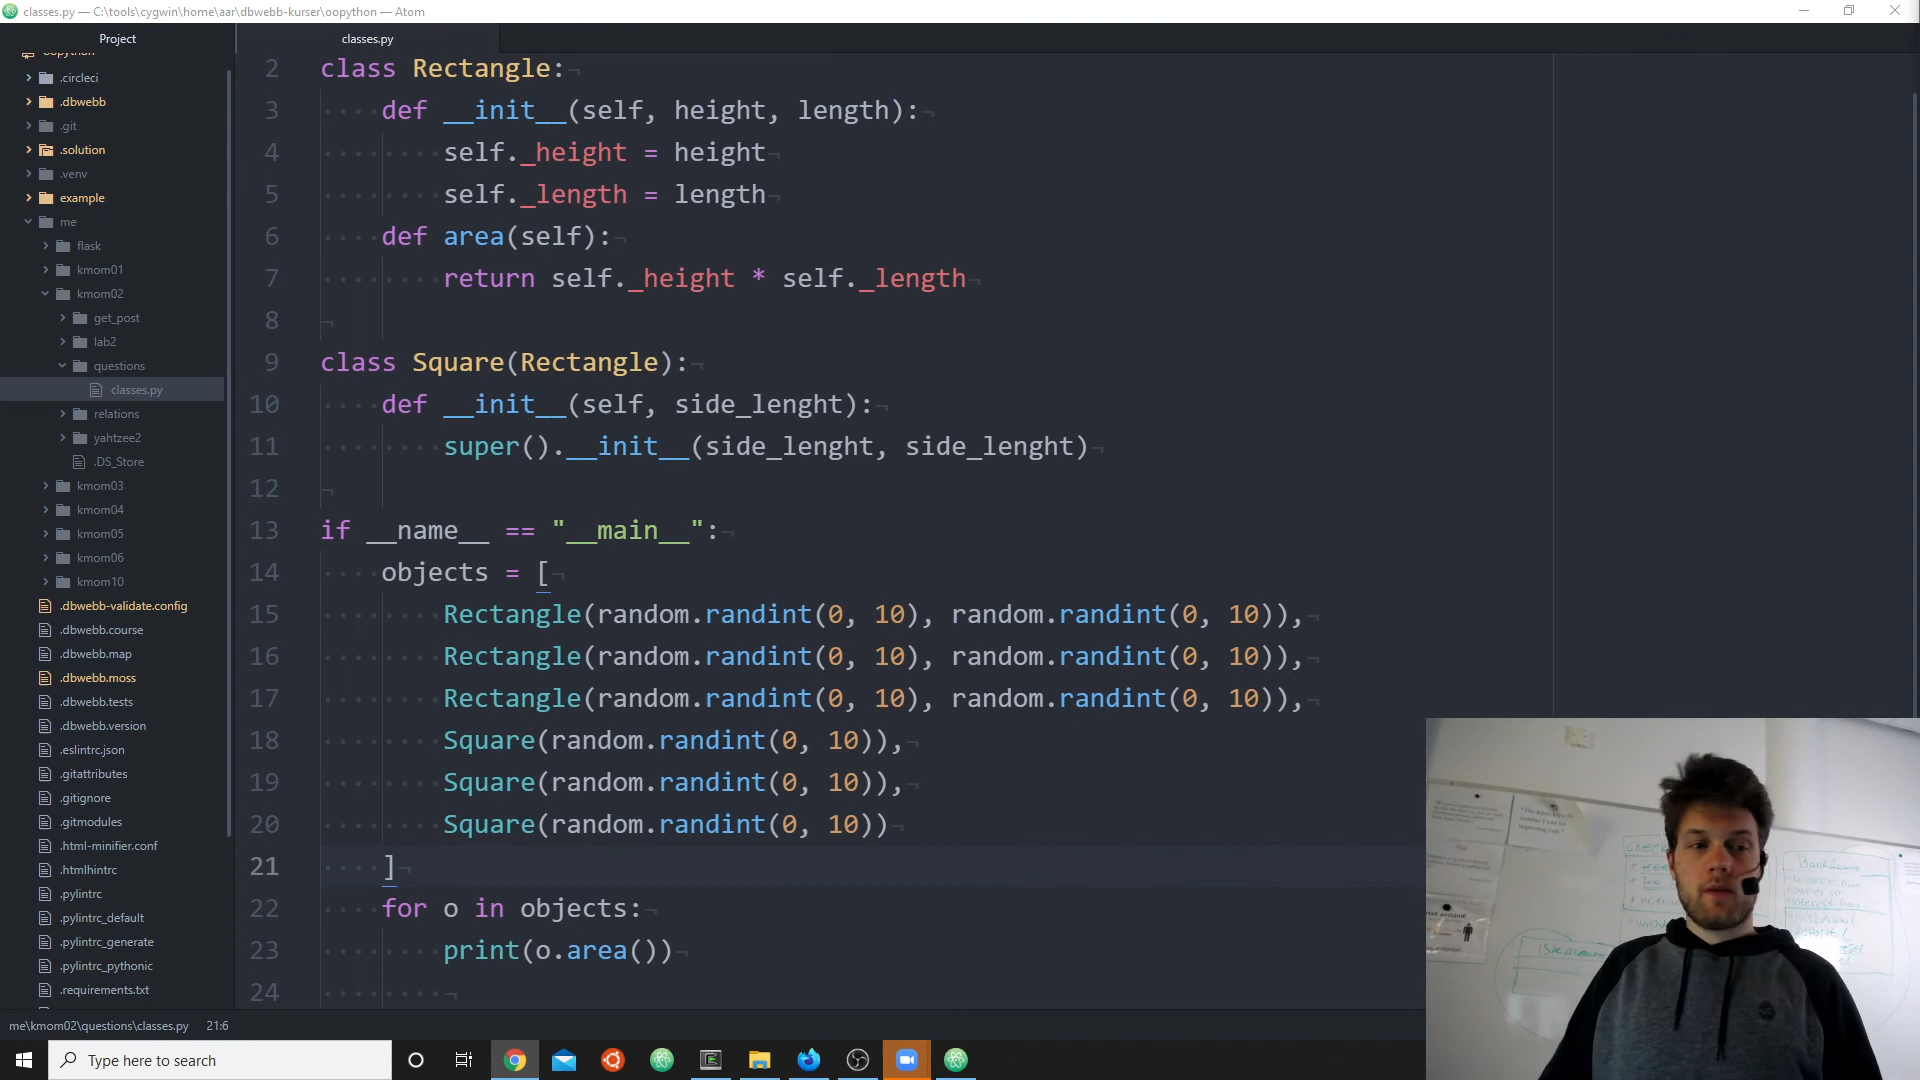 classes.py — C:\tools\cygwin\home\aar\dbwebb-kurser\oopython — Atom
Project
classes.py
oopython
.circleci
.dbwebb
.git
.solution
.venv
example
me
flask
kmom01
kmom02
get_post
lab2
questions
classes.py
relations
yahtzee2
.DS_Store
kmom03
kmom04
kmom05
kmom06
kmom10
.dbwebb-validate.config
.dbwebb.course
.dbwebb.map
.dbwebb.moss
.dbwebb.tests
.dbwebb.version
.eslintrc.json
.gitattributes
.gitignore
.gitmodules
.html-minifier.conf
.htmlhintrc
.pylintrc
.pylintrc_default
.pylintrc_generate
.pylintrc_pythonic
.requirements.txt
2 class Rectangle:
3 def __init__(self, height, length):
4 self._height = height
5 self._length = length
6 def area(self):
7 return self._height * self._length
8
9 class Square(Rectangle):
10 def __init__(self, side_lenght):
11 super().__init__(side_lenght, side_lenght)
12
13 if __name__ == "__main__":
14 objects = [
15 Rectangle(random.randint(0, 10), random.randint(0, 10)),
16 Rectangle(random.randint(0, 10), random.randint(0, 10)),
17 Rectangle(random.randint(0, 10), random.randint(0, 10)),
18 Square(random.randint(0, 10)),
19 Square(random.randint(0, 10)),
20 Square(random.randint(0, 10))
21 ]
22 for o in objects:
23 print(o.area())
24
me\kmom02\questions\classes.py 21:6
Type here to search